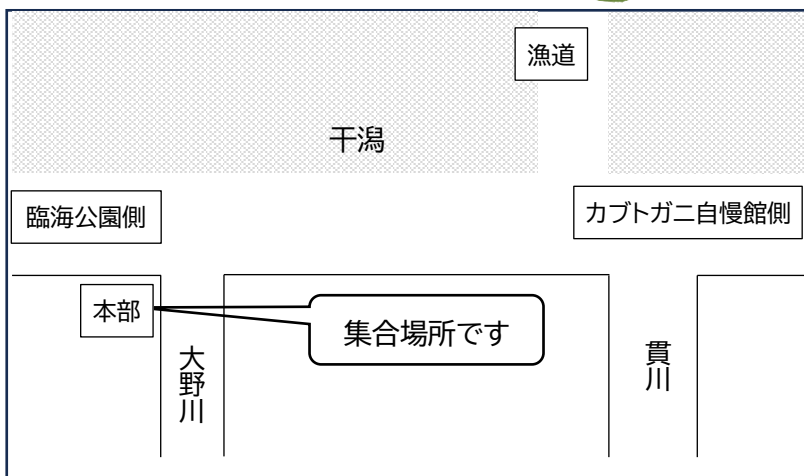 漁道
干潟
臨海公園側
カブトガニ自慢館側
本部
集合場所です
大野川
貫川